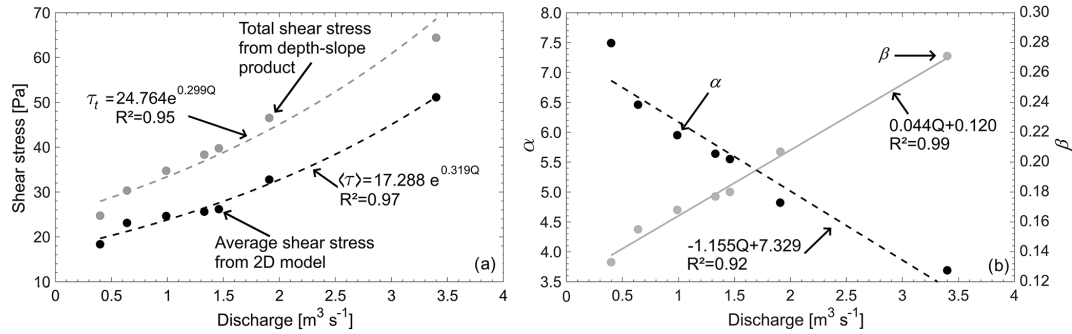 70
60
50
40
30
20
10
Shear stress [Pa]
0
0.5
1
1.5
2
2.5
3
3.5
4
Discharge [m³ s⁻¹]
Total shear stress
from depth-slope
product
τₜ =24.764e^0.299Q
R²=0.95
⟨τ⟩=17.288 e^0.319Q
R²=0.97
Average shear stress
from 2D model
(a)
8.0
7.5
7.0
6.5
6.0
5.5
5.0
4.5
4.0
3.5
α
0
0.5
1
1.5
2
2.5
3
3.5
4
Discharge [m³ s⁻¹]
α
β
0.044Q+0.120
R²=0.99
-1.155Q+7.329
R²=0.92
(b)
0.30
0.28
0.26
0.24
0.22
0.20
0.18
0.16
0.14
0.12
β